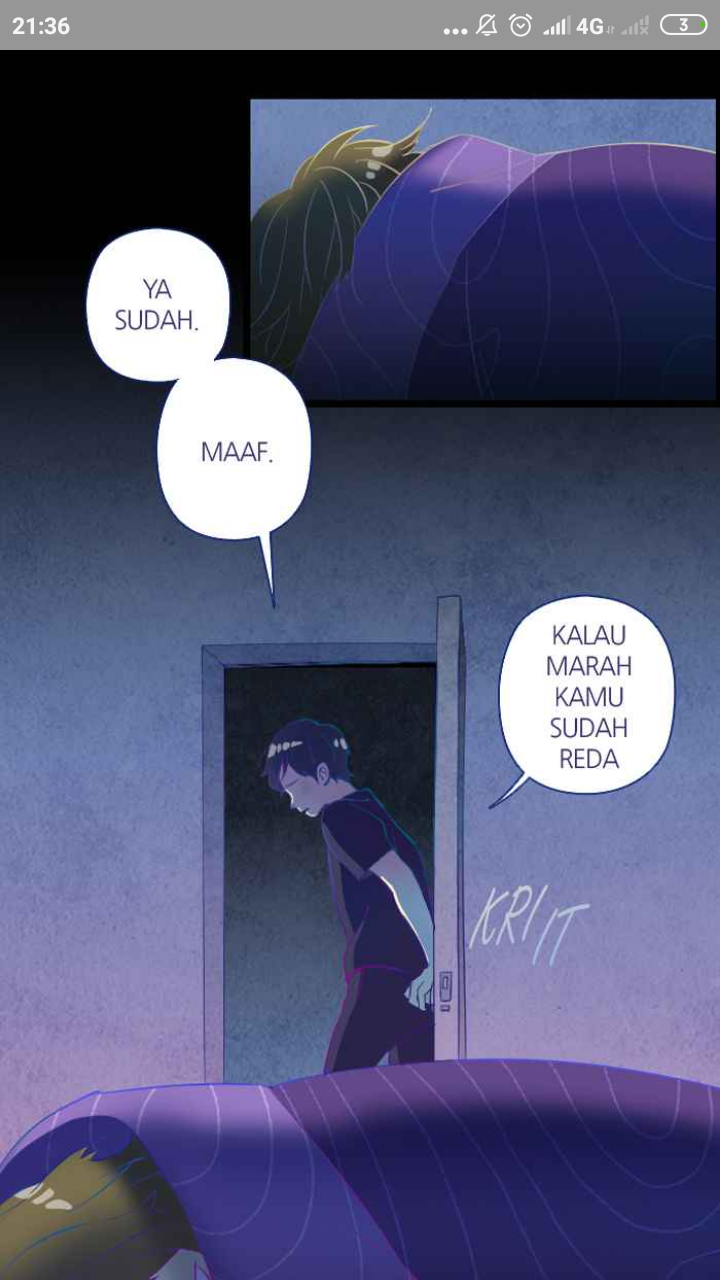 21:36
4G
3
YA
SUDAH.
MAAF.
KALAU
MARAH
KAMU
SUDAH
REDA
KRIIT